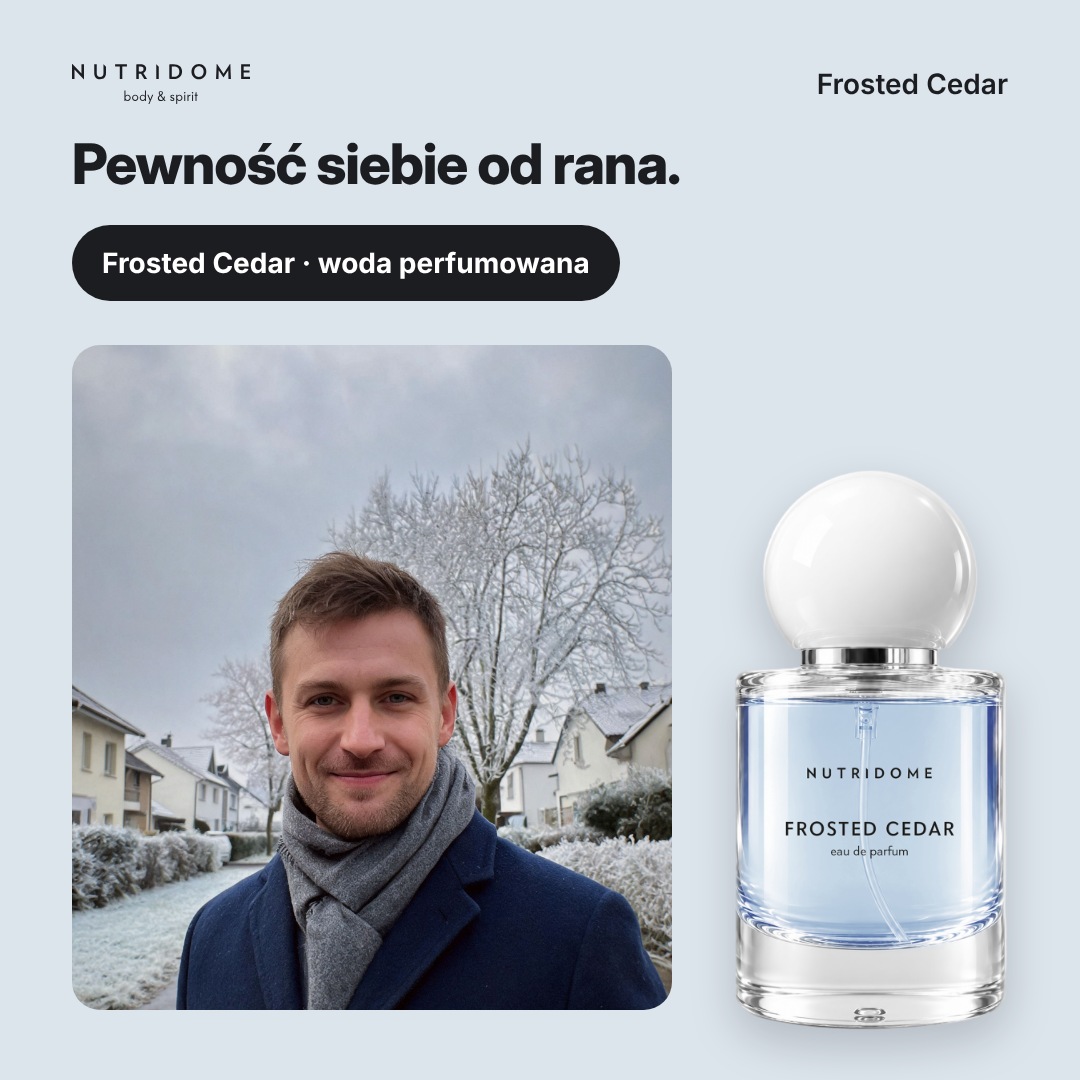 NUTRIDOME
body & spirit
Frosted Cedar
Pewność siebie od rana.
Frosted Cedar · woda perfumowana
NUTRIDOME
FROSTED CEDAR
eau de parfum